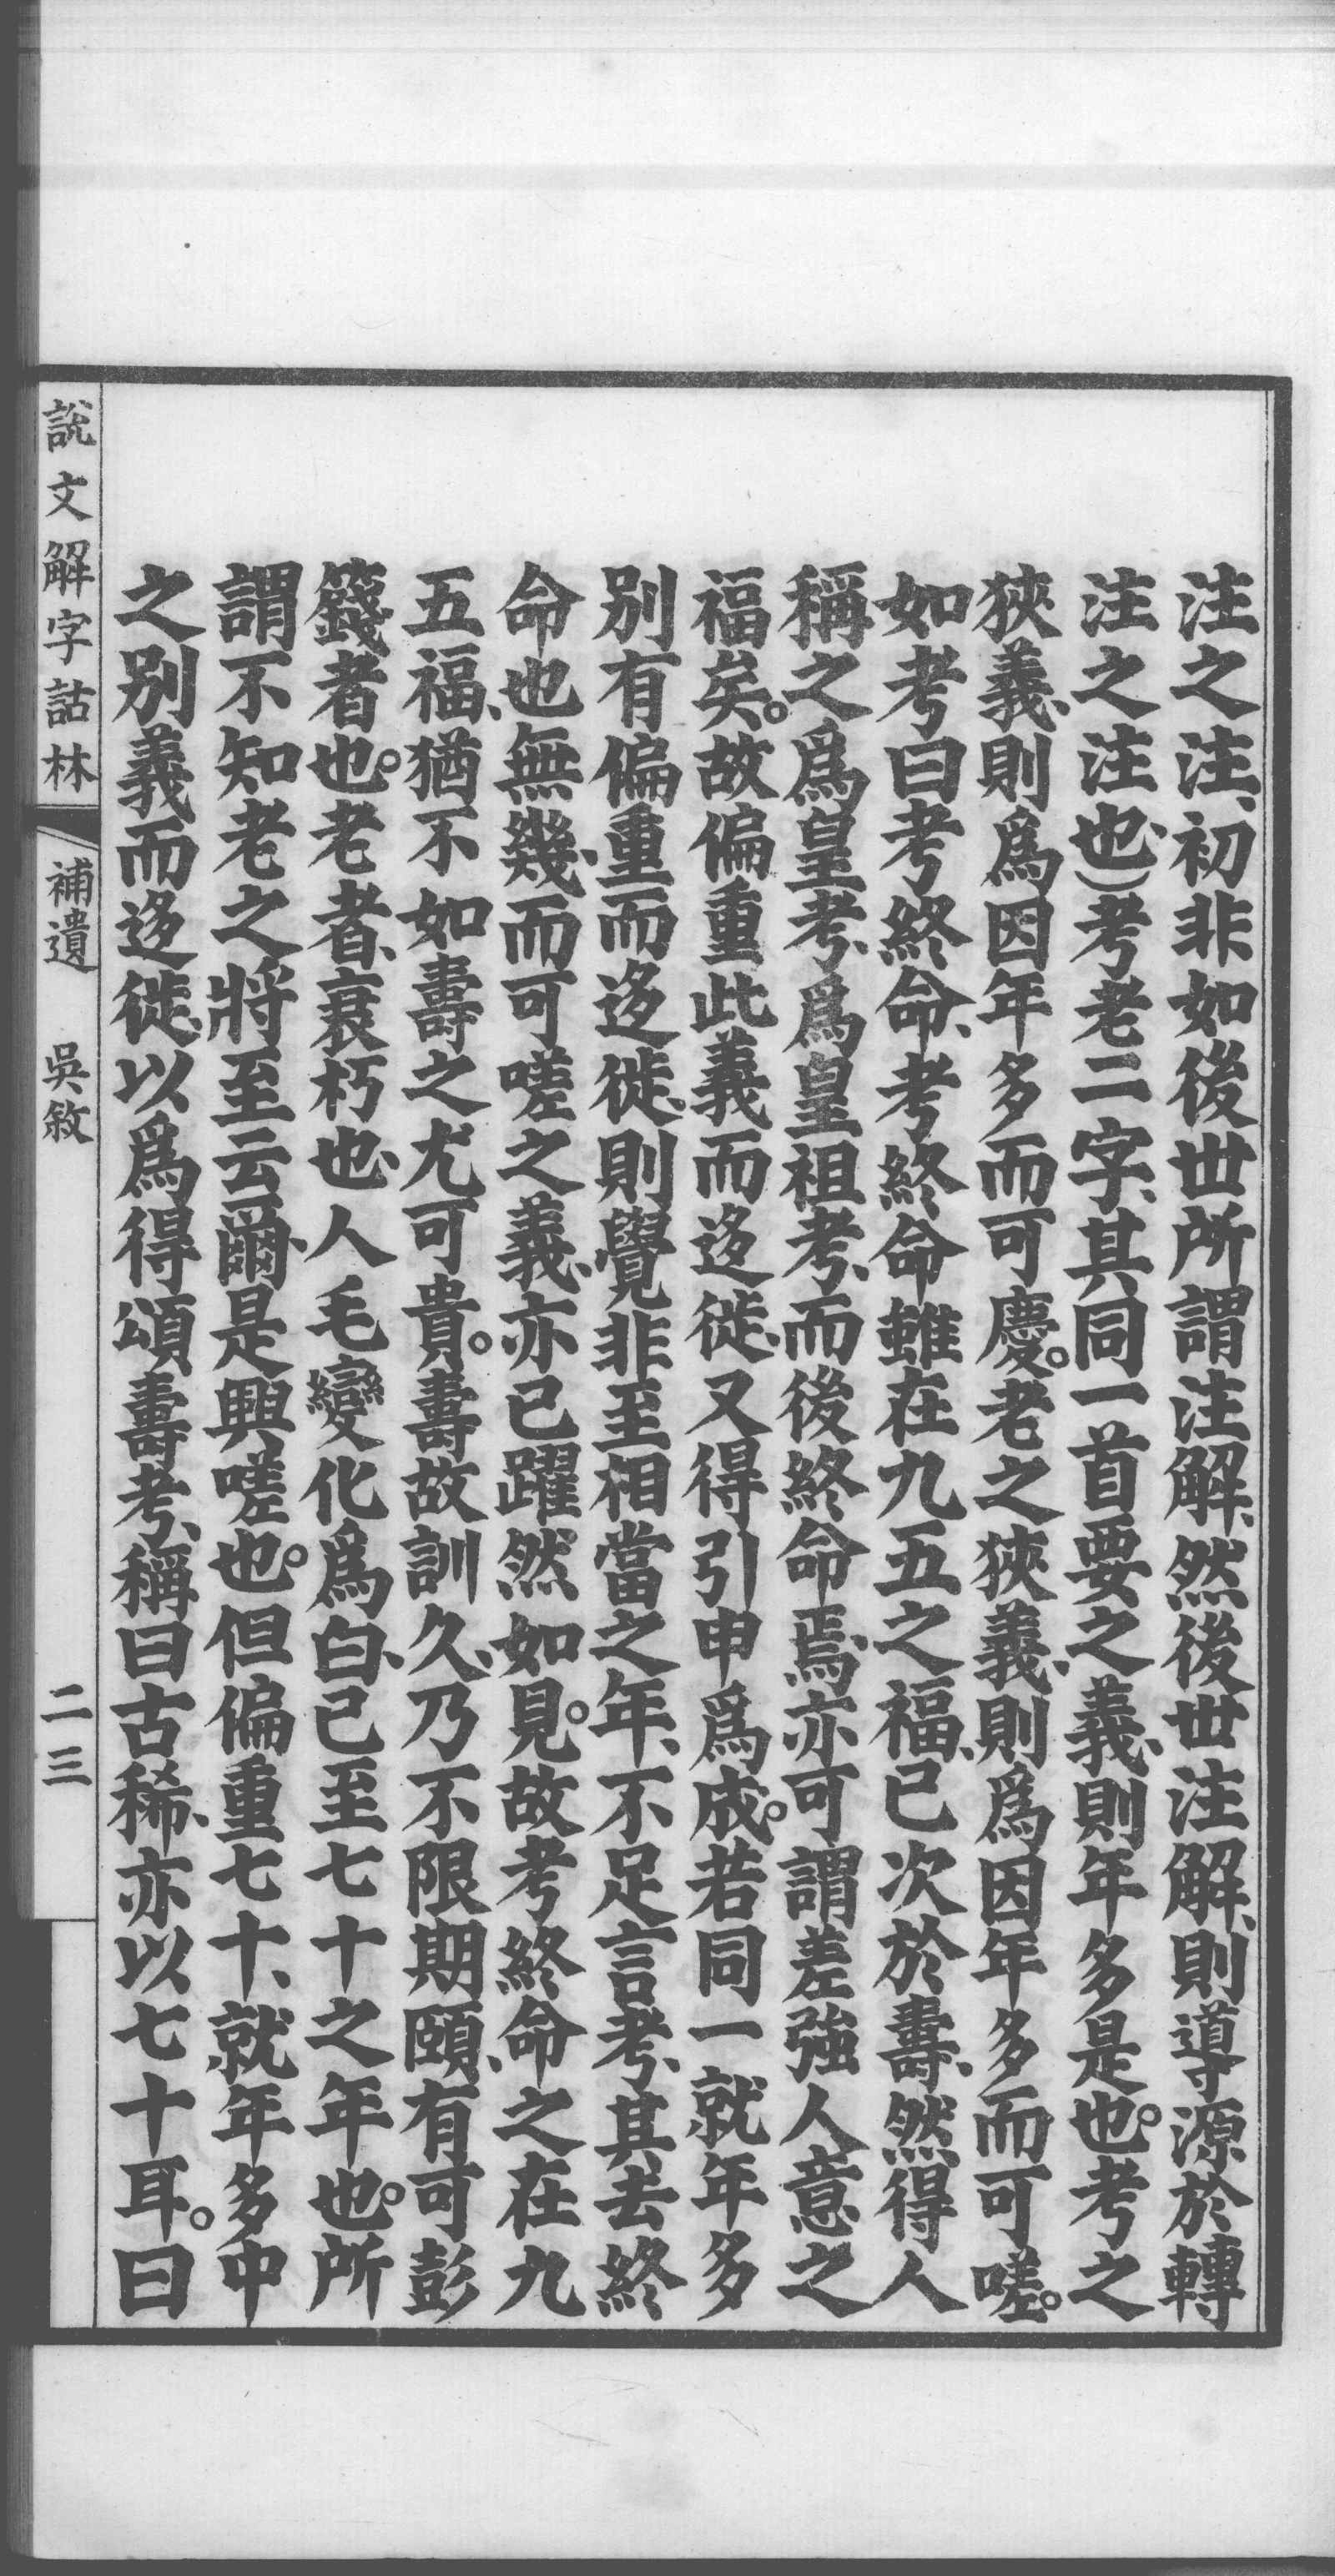 注之注、初非如後世所謂注解、然後世注解、則導源於轉
注之注也、）考老二字、其同一首要之義、則年多是也。考之
狹義、則爲因年多而可慶。老之狹義、則爲因年多而可嗟。
如考曰考終命、考終命雖在九五之福、已次於壽、然得人
稱之爲皇考、爲皇祖考、而後終命焉、亦可謂差強人意之
福矣。故偏重此義而迻徙、又得引申爲成。若同一就年多
別有偏重而迻徙、則覺非至相當之年、不足言考、其去終
命也無幾、而可嗟之義、亦已躍然如見。故考終命之在九
五福、猶不如壽之尤可貴。壽故訓久、乃不限期頤、有可彭
籛者也。老者、衰朽也、人毛變化爲白、已至七十之年也。所
謂不知老之將至云爾、是興嗟也。但偏重七十、就年多中
之別義而迻徙、以爲得頌壽考、稱曰古稀、亦以七十耳。曰
說文解字詁林 補遺 吳敘 二三